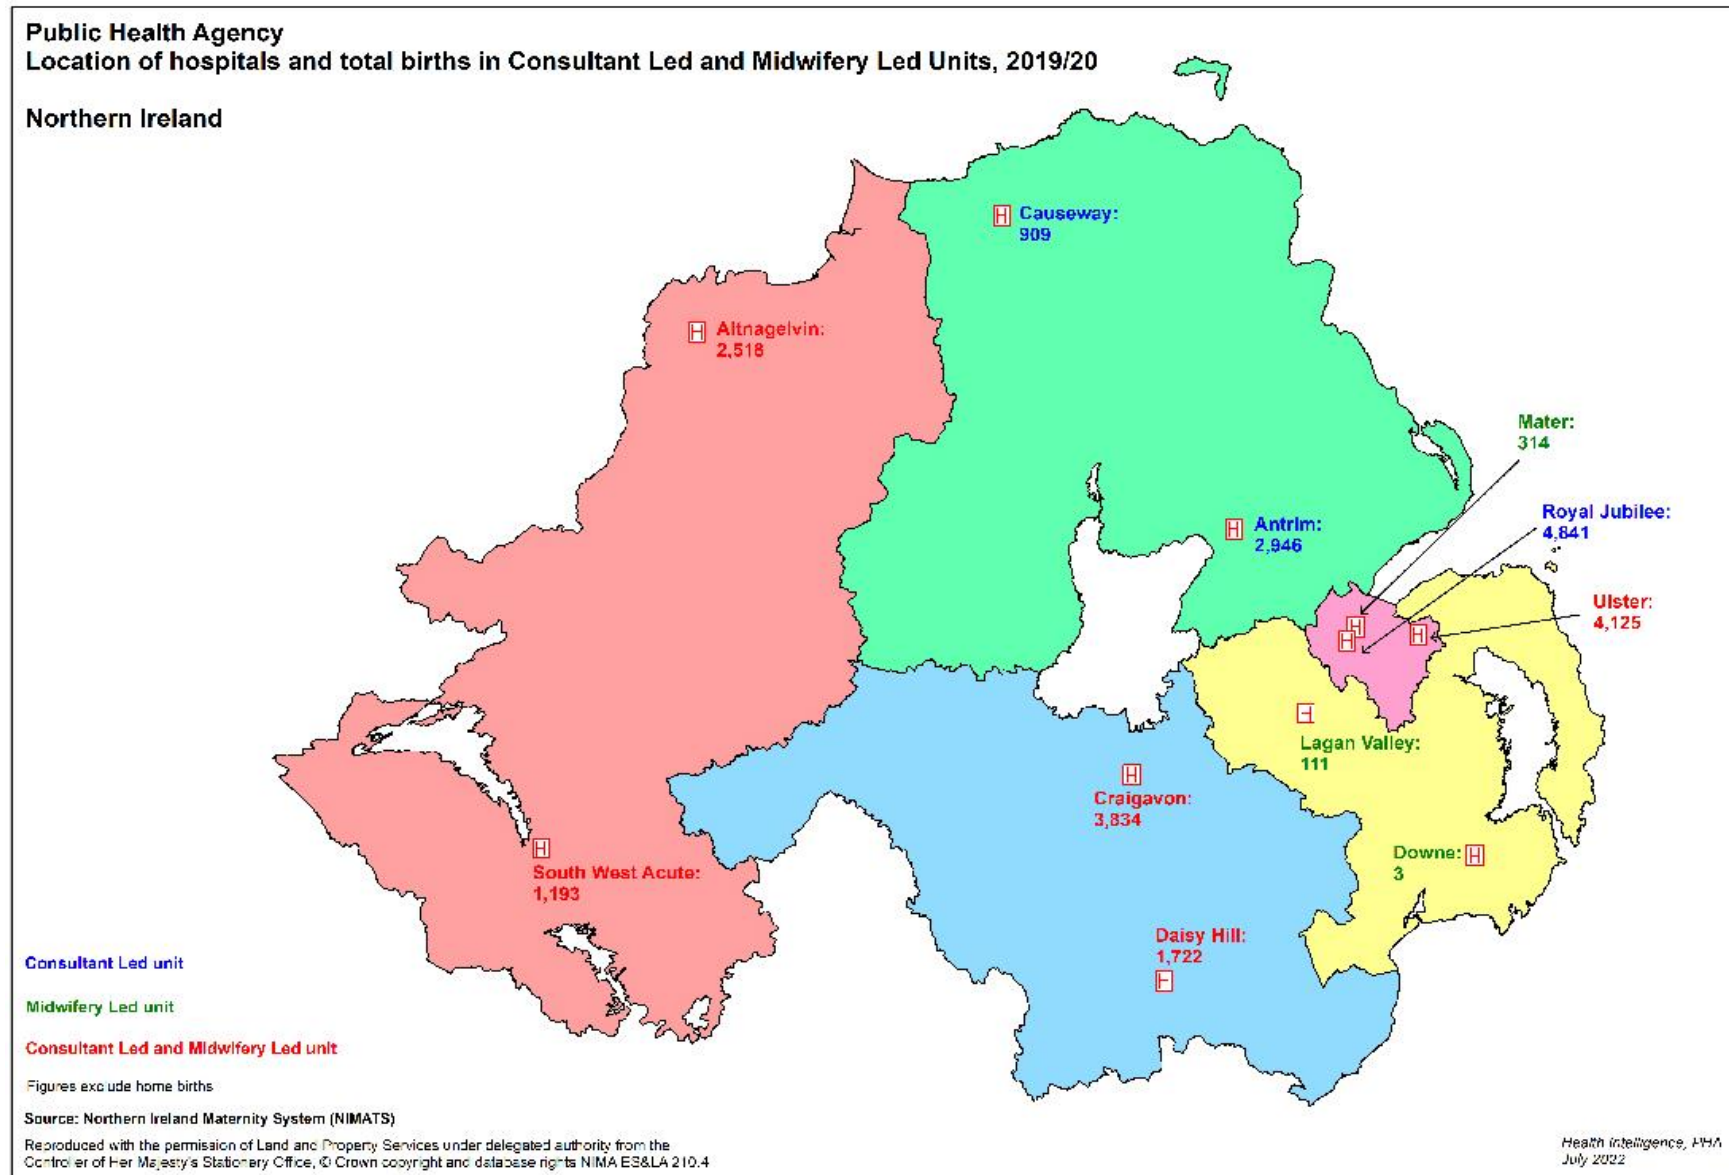 Public Health Agency
Location of hospitals and total births in Consultant Led and Midwifery Led Units, 2019/20
Northern Ireland
H Causeway:
909
H Altnagelvin:
2,518
Mater:
314
Royal Jubilee:
4,841
H Antrim:
2,946
Ulster:
4,125
H
H
H
Lagan Valley:
111
H
Craigavon:
3,834
Downe: H
3
H
South West Acute:
1,193
Daisy Hill:
1,722
Consultant Led unit
Midwifery Led unit
Consultant Led and Midwifery Led unit
Figures exclude home births
Source: Northern Ireland Maternity System (NIMATS)
Reproduced with the permission of Land and Property Services under delegated authority from the
Controller of Her Majesty's Stationery Office, © Crown copyright and database rights NIMA ES&LA 210.4
Health Intelligence, PHA
July 2022